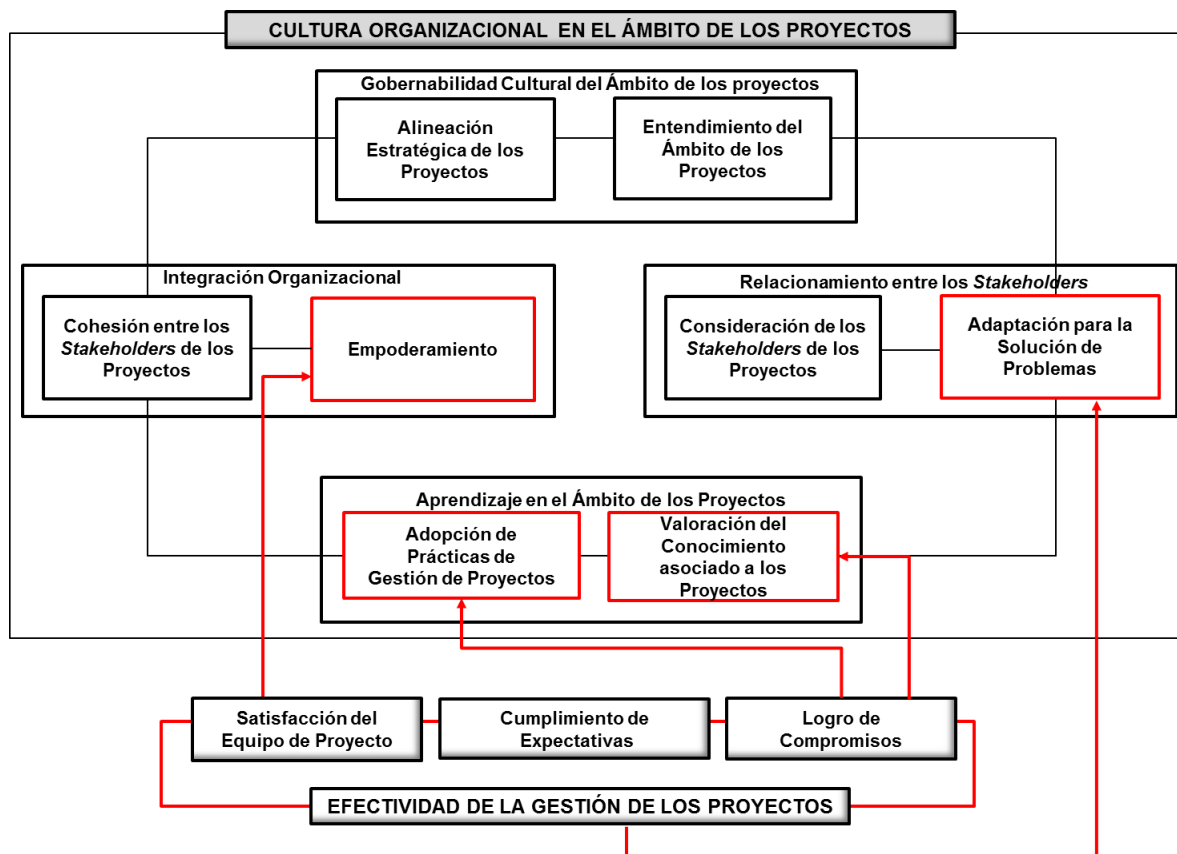 CULTURA ORGANIZACIONAL EN EL ÁMBITO DE LOS PROYECTOS
Gobernabilidad Cultural del Ámbito de los proyectos
Alineación
Estratégica de los
Proyectos
Entendimiento del
Ámbito de los
Proyectos
Integración Organizacional
Cohesión entre los
Stakeholders de los
Proyectos
Empoderamiento
Relacionamiento entre los Stakeholders
Consideración de los
Stakeholders de los
Proyectos
Adaptación para la
Solución de
Problemas
Aprendizaje en el Ámbito de los Proyectos
Adopción de
Prácticas de
Gestión de Proyectos
Valoración del
Conocimiento
asociado a los
Proyectos
Satisfacción del
Equipo de Proyecto
Cumplimiento de
Expectativas
Logro de
Compromisos
EFECTIVIDAD DE LA GESTIÓN DE LOS PROYECTOS